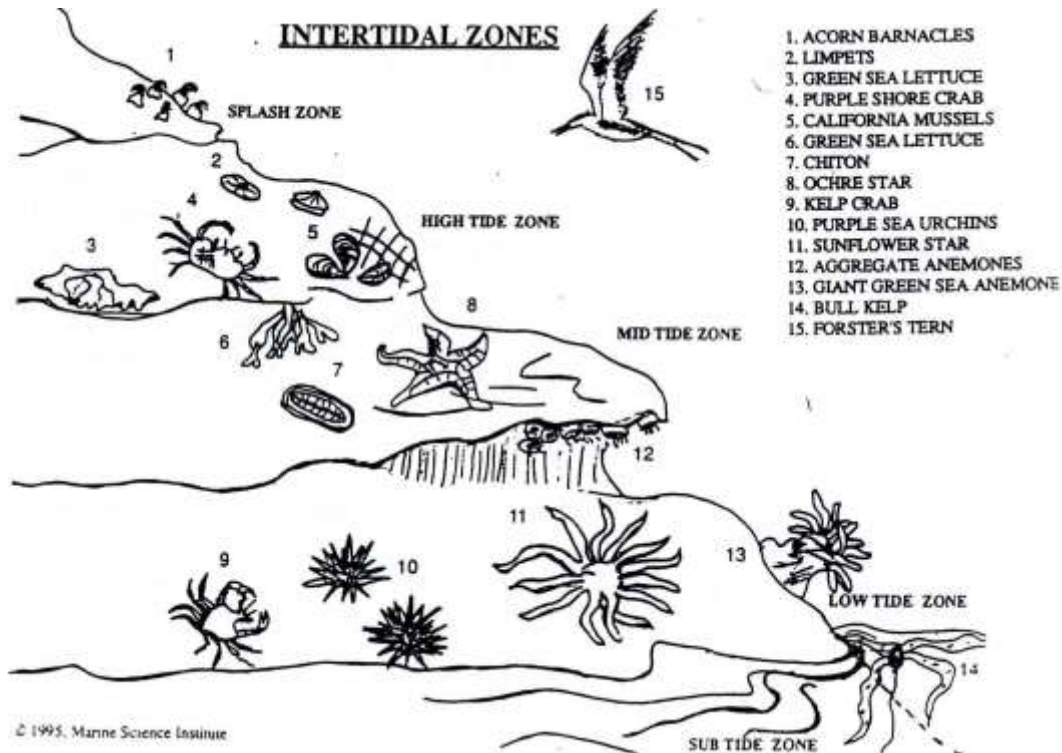 INTERTIDAL ZONES
1. ACORN BARNACLES
2. LIMPETS
3. GREEN SEA LETTUCE
4. PURPLE SHORE CRAB
5. CALIFORNIA MUSSELS
6. GREEN SEA LETTUCE
7. CHITON
8. OCHRE STAR
9. KELP CRAB
10. PURPLE SEA URCHINS
11. SUNFLOWER STAR
12. AGGREGATE ANEMONES
13. GIANT GREEN SEA ANEMONE
14. BULL KELP
15. FORSTER'S TERN
1
15
SPLASH ZONE
2
4
HIGH TIDE ZONE
5
3
8
MID TIDE ZONE
6
7
12
11
13
9
10
LOW TIDE ZONE
14
© 1995, Marine Science Institute
SUB TIDE ZONE